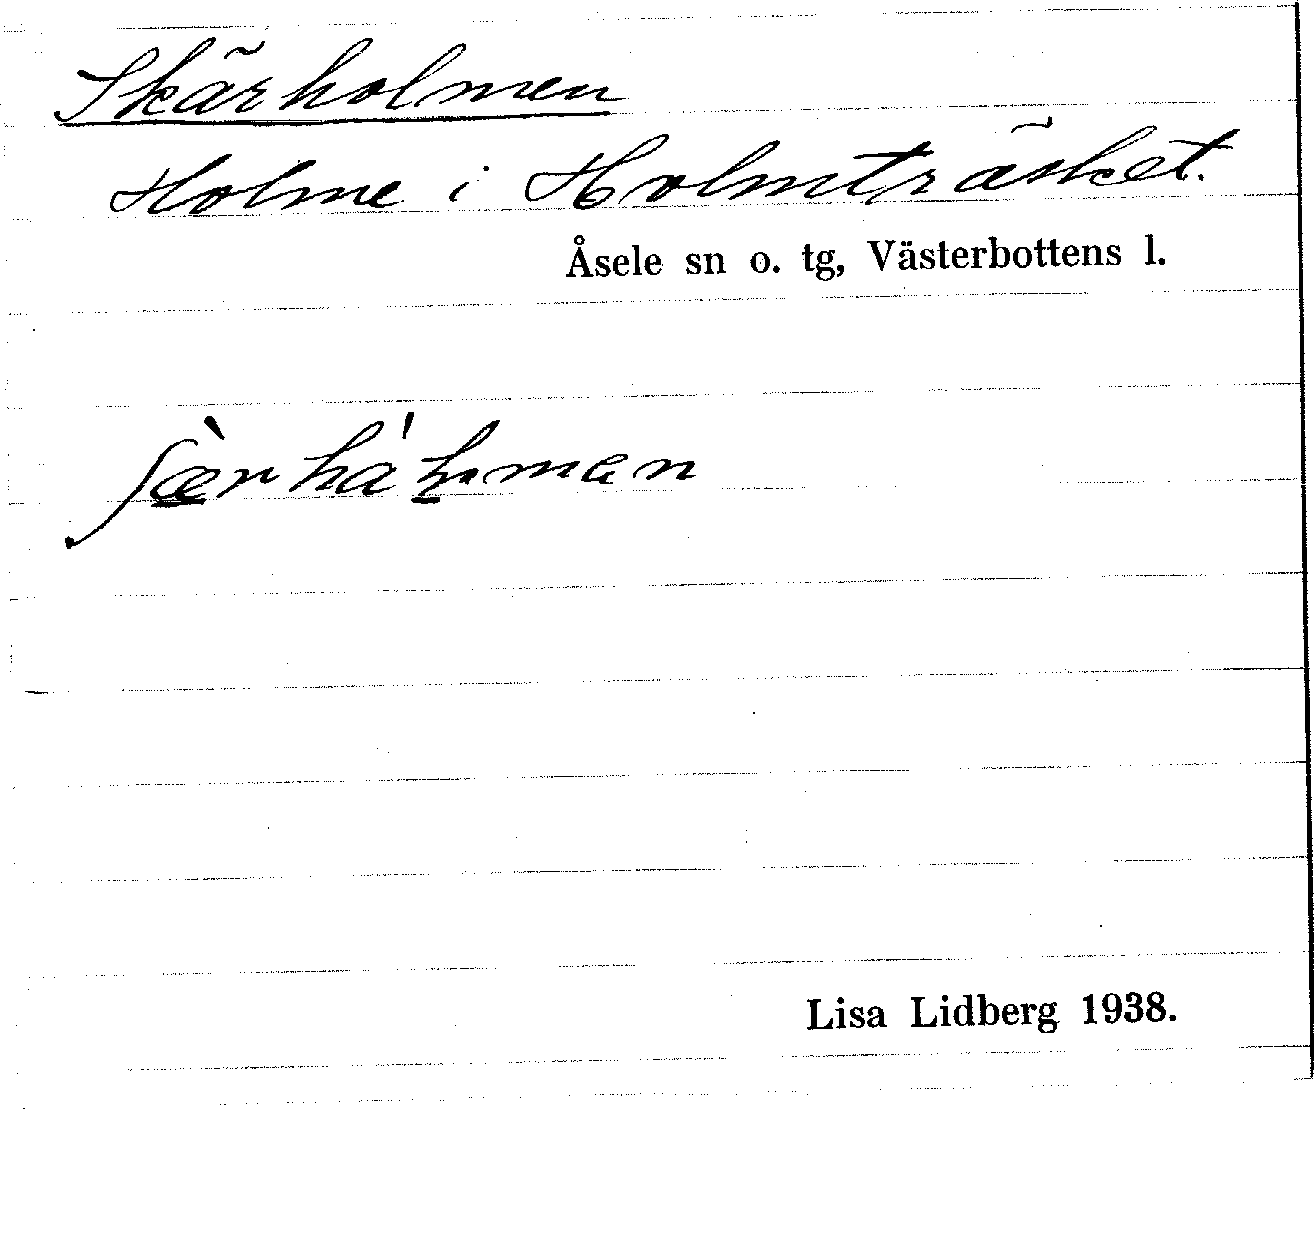 Skärholmen
Holme i Holmträsket.
Åsele sn o. tg, Västerbottens l.
Lisa Lidberg 1938.